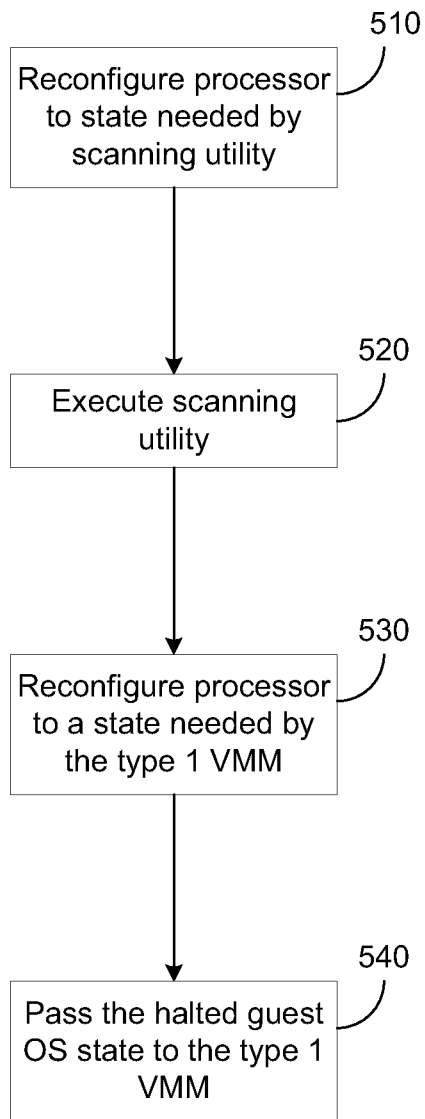 510
Reconfigure processor
to state needed by
scanning utility
520
Execute scanning
utility
530
Reconfigure processor
to a state needed by
the type 1 VMM
540
Pass the halted guest
OS state to the type 1
VMM